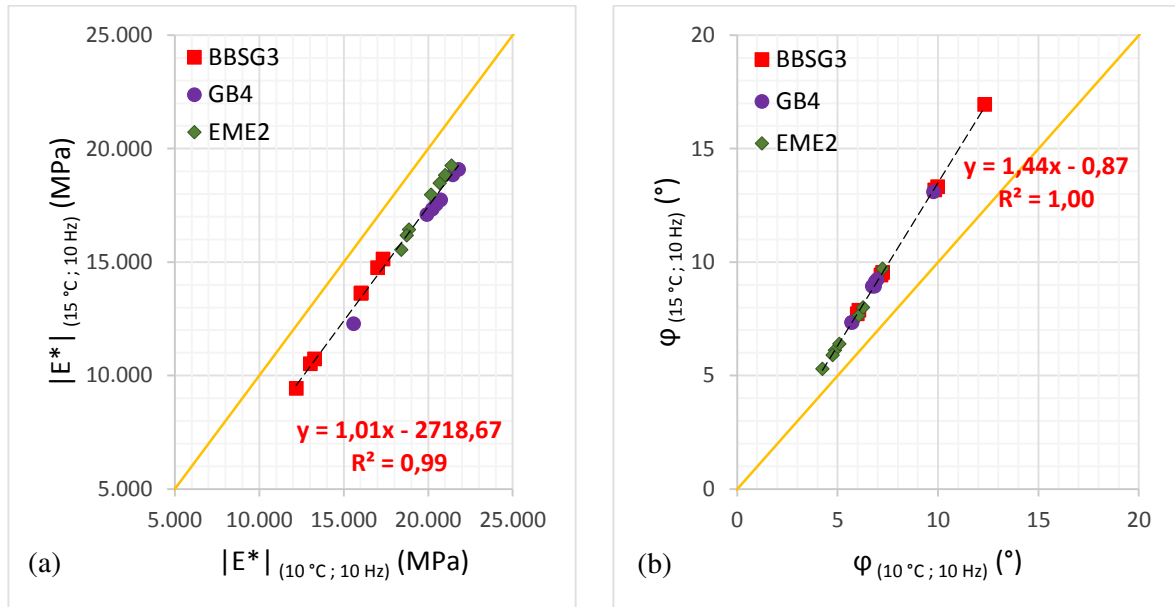 25.000
20.000
15.000
10.000
5.000
|E*| (15 °C ; 10 Hz) (MPa)
BBSG3
GB4
EME2
y = 1,01x - 2718,67
R² = 0,99
5.000 10.000 15.000 20.000 25.000
(a) |E*| (10 °C ; 10 Hz) (MPa)
20
15
10
5
0
φ (15 °C ; 10 Hz) (°)
BBSG3
GB4
EME2
y = 1,44x - 0,87
R² = 1,00
0 5 10 15 20
(b) φ (10 °C ; 10 Hz) (°)